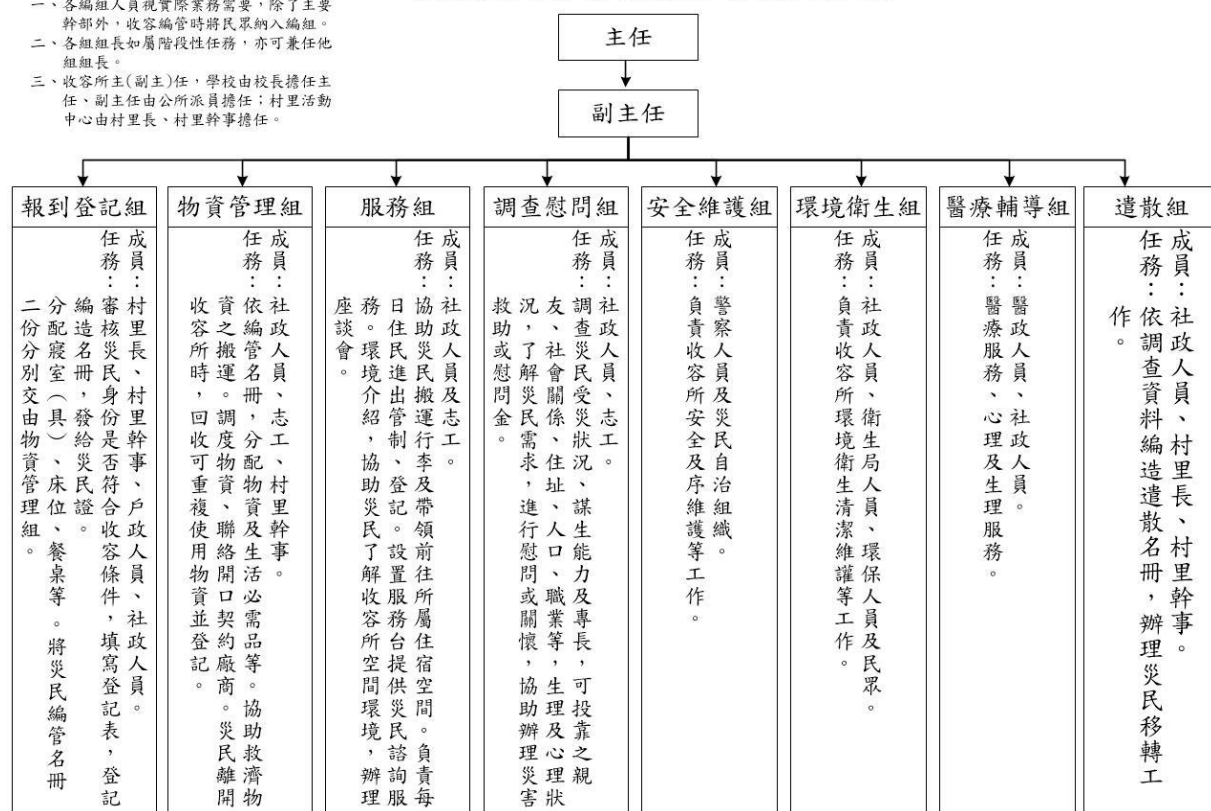 一、各編組人員視實際業務需要，除了主要
幹部外，收容編管時將民眾納入編組。
二、各組組長如屬階段性任務，亦可兼任他
組組長。
三、收容所主(副主)任，學校由校長擔任主
任、副主任由公所派員擔任；村里活動
中心由村里長、村里幹事擔任。
主任
副主任
報到登記組
成員：村里長、村里幹事、戶政人員、社政人員。
任務：審核災民身份是否符合收容條件，填寫登記表，登記
編造名冊，發給災民證。
分配寢室（具）、床位、餐桌等。將災民編管名冊
二份分別交由物資管理組。
物資管理組
成員：社政人員、志工、村里幹事。
任務：依編管名冊，分配物資及生活必需品等。協助救濟物
資之搬運。調度物資、聯絡開口契約廠商。災民離開
收容所時，回收可重複使用物資並登記。
服務組
成員：社政人員及志工。
任務：協助災民搬運行李及帶領前往所屬住宿空間。負責每
日住民進出管制、登記。設置服務台提供災民諮詢服
務。環境介紹，協助災民了解收容所空間環境，辦理
座談會。
調查慰問組
成員：社政人員、志工。
任務：調查災民受災狀況、謀生能力及專長，可投靠之親
友、社會關係、住址、人口、職業等，生理及心理狀
況，了解災民需求，進行慰問或關懷，協助辦理災害
救助或慰問金。
安全維護組
成員：警察人員及災民自治組織。
任務：負責收容所安全及序維護等工作。
環境衛生組
成員：社政人員、衛生局人員、環保人員及民眾。
任務：負責收容所環境衛生清潔維護等工作。
醫療輔導組
成員：醫政人員、社政人員。
任務：醫療服務、心理及生理服務。
遣散組
成員：社政人員、村里長、村里幹事。
任務：依調查資料編造遣散名冊，辦理災民移轉工
作。